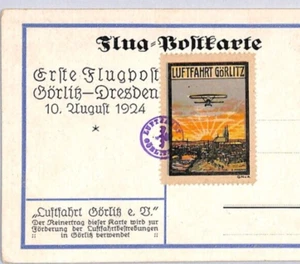 Flug-Postkarte
Erste Flugpost
Görlitz–Dresden
10. August 1924
*
LUFTFAHRT GÖRLITZ
„Luftfahrt Görlitz e. V."
Der Reinertrag dieser Karte wird zur
Förderung der Luftfahrtbestrebungen
in Görlitz verwendet